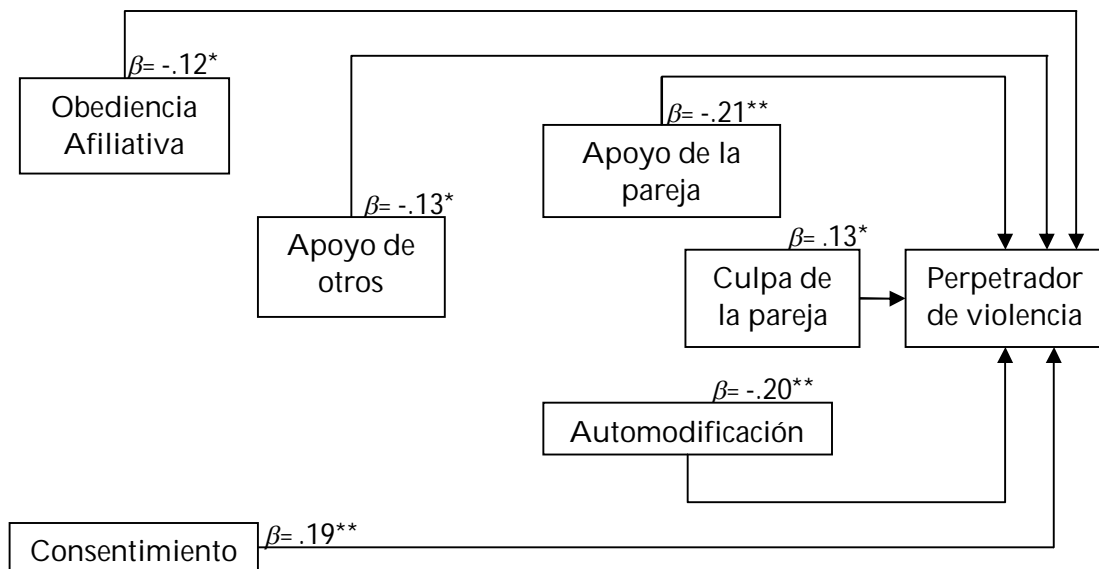 β= -.12*
Obediencia
Afiliativa
β= -.21**
Apoyo de la
pareja
β= -.13*
Apoyo de
otros
β= .13*
Culpa de
la pareja
Perpetrador
de violencia
β= -.20**
Automodificación
β= .19**
Consentimiento